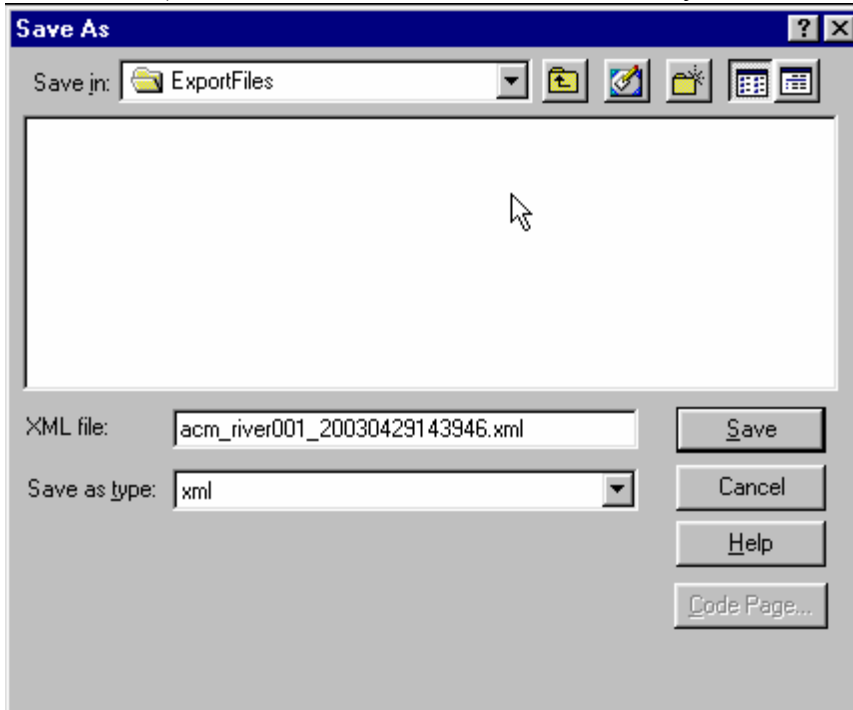 Save As
Save in: ExportFiles
XML file: acm_river001_20030429143946.xml Save
Save as type: xml Cancel
Help
Code Page...